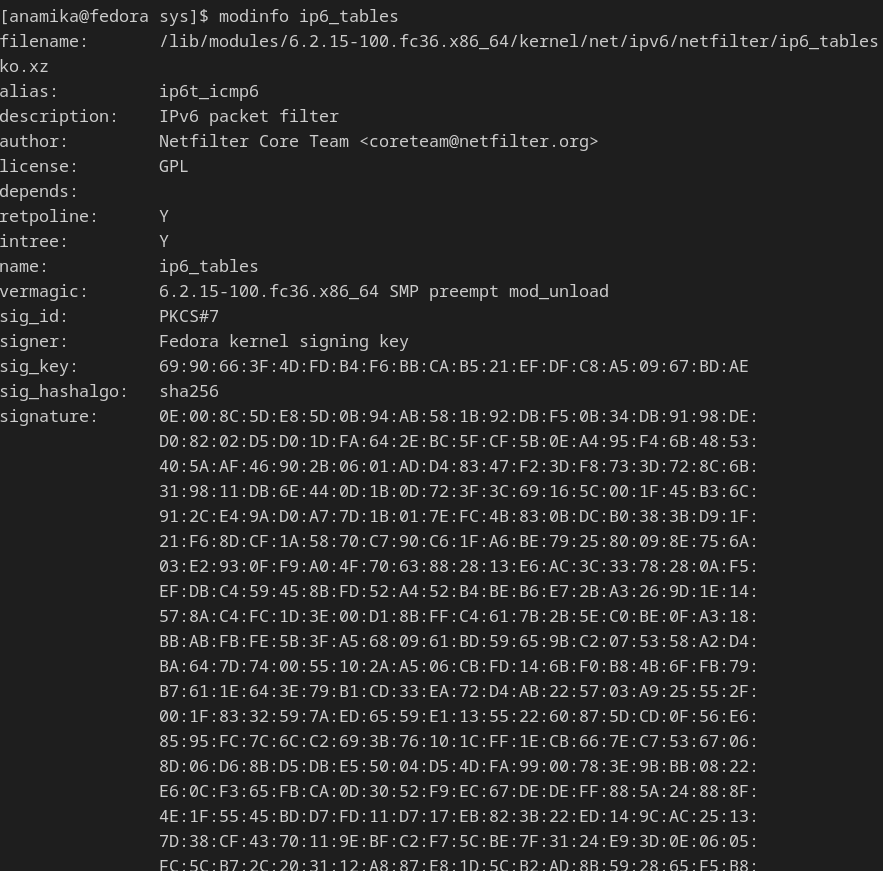 [anamika@fedora sys]$ modinfo ip6_tables
filename:       /lib/modules/6.2.15-100.fc36.x86_64/kernel/net/ipv6/netfilter/ip6_tables
ko.xz
alias:          ip6t_icmp6
description:    IPv6 packet filter
author:         Netfilter Core Team <coreteam@netfilter.org>
license:        GPL
depends:
retpoline:      Y
intree:         Y
name:           ip6_tables
vermagic:       6.2.15-100.fc36.x86_64 SMP preempt mod_unload
sig_id:         PKCS#7
signer:         Fedora kernel signing key
sig_key:        69:90:66:3F:4D:FD:B4:F6:BB:CA:B5:21:EF:DF:C8:A5:09:67:BD:AE
sig_hashalgo:   sha256
signature:      0E:00:8C:5D:E8:5D:0B:94:AB:58:1B:92:DB:F5:0B:34:DB:91:98:DE:
                D0:82:02:D5:D0:1D:FA:64:2E:BC:5F:CF:5B:0E:A4:95:F4:6B:48:53:
                40:5A:AF:46:90:2B:06:01:AD:D4:83:47:F2:3D:F8:73:3D:72:8C:6B:
                31:98:11:DB:6E:44:0D:1B:0D:72:3F:3C:69:16:5C:00:1F:45:B3:6C:
                91:2C:E4:9A:D0:A7:7D:1B:01:7E:FC:4B:83:0B:DC:B0:38:3B:D9:1F:
                21:F6:8D:CF:1A:58:70:C7:90:C6:1F:A6:BE:79:25:80:09:8E:75:6A:
                03:E2:93:0F:F9:A0:4F:70:63:88:28:13:E6:AC:3C:33:78:28:0A:F5:
                EF:DB:C4:59:45:8B:FD:52:A4:52:B4:BE:B6:E7:2B:A3:26:9D:1E:14:
                57:8A:C4:FC:1D:3E:00:D1:8B:FF:C4:61:7B:2B:5E:C0:BE:0F:A3:18:
                BB:AB:FB:FE:5B:3F:A5:68:09:61:BD:59:65:9B:C2:07:53:58:A2:D4:
                BA:64:7D:74:00:55:10:2A:A5:06:CB:FD:14:6B:F0:B8:4B:6F:FB:79:
                B7:61:1E:64:3E:79:B1:CD:33:EA:72:D4:AB:22:57:03:A9:25:55:2F:
                00:1F:83:32:59:7A:ED:65:59:E1:13:55:22:60:87:5D:CD:0F:56:E6:
                85:95:FC:7C:6C:C2:69:3B:76:10:1C:FF:1E:CB:66:7E:C7:53:67:06:
                8D:06:D6:8B:D5:DB:E5:50:04:D5:4D:FA:99:00:78:3E:9B:BB:08:22:
                E6:0C:F3:65:FB:CA:0D:30:52:F9:EC:67:DE:DE:FF:88:5A:24:88:8F:
                4E:1F:55:45:BD:D7:FD:11:D7:17:EB:82:3B:22:ED:14:9C:AC:25:13:
                7D:38:CF:43:70:11:9E:BF:C2:F7:5C:BE:7F:31:24:E9:3D:0E:06:05:
                FC:5C:B7:2C:20:31:12:A8:87:E8:1D:5C:B2:AD:8B:59:28:65:F5:B8: